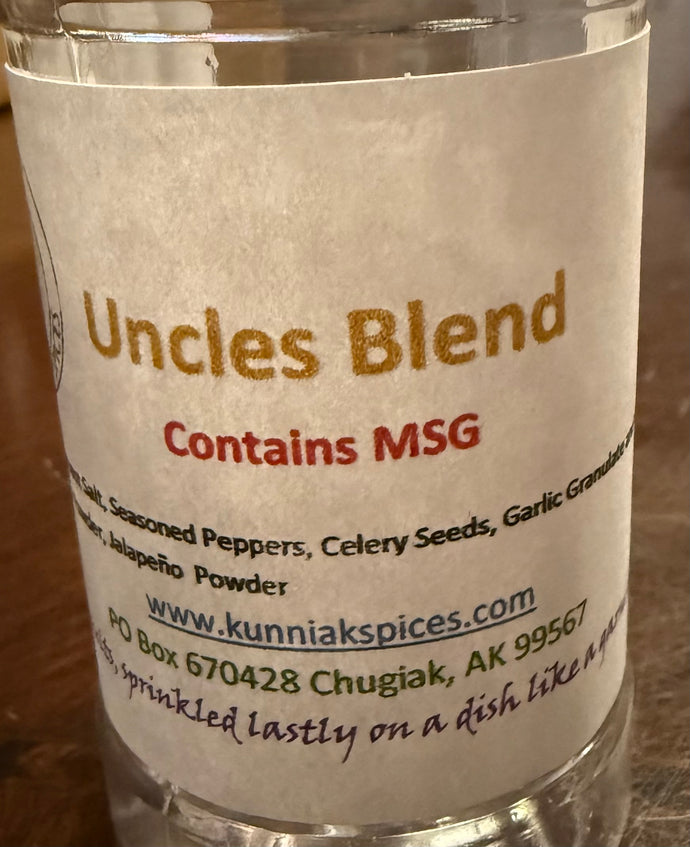 Uncles Blend
Contains MSG
Salt, Seasoned Peppers, Celery Seeds, Garlic Granulate
Jalapeño Powder
www.kunniakspices.com
PO Box 670428 Chugiak, AK 99567
sprinkled lastly on a dish like a